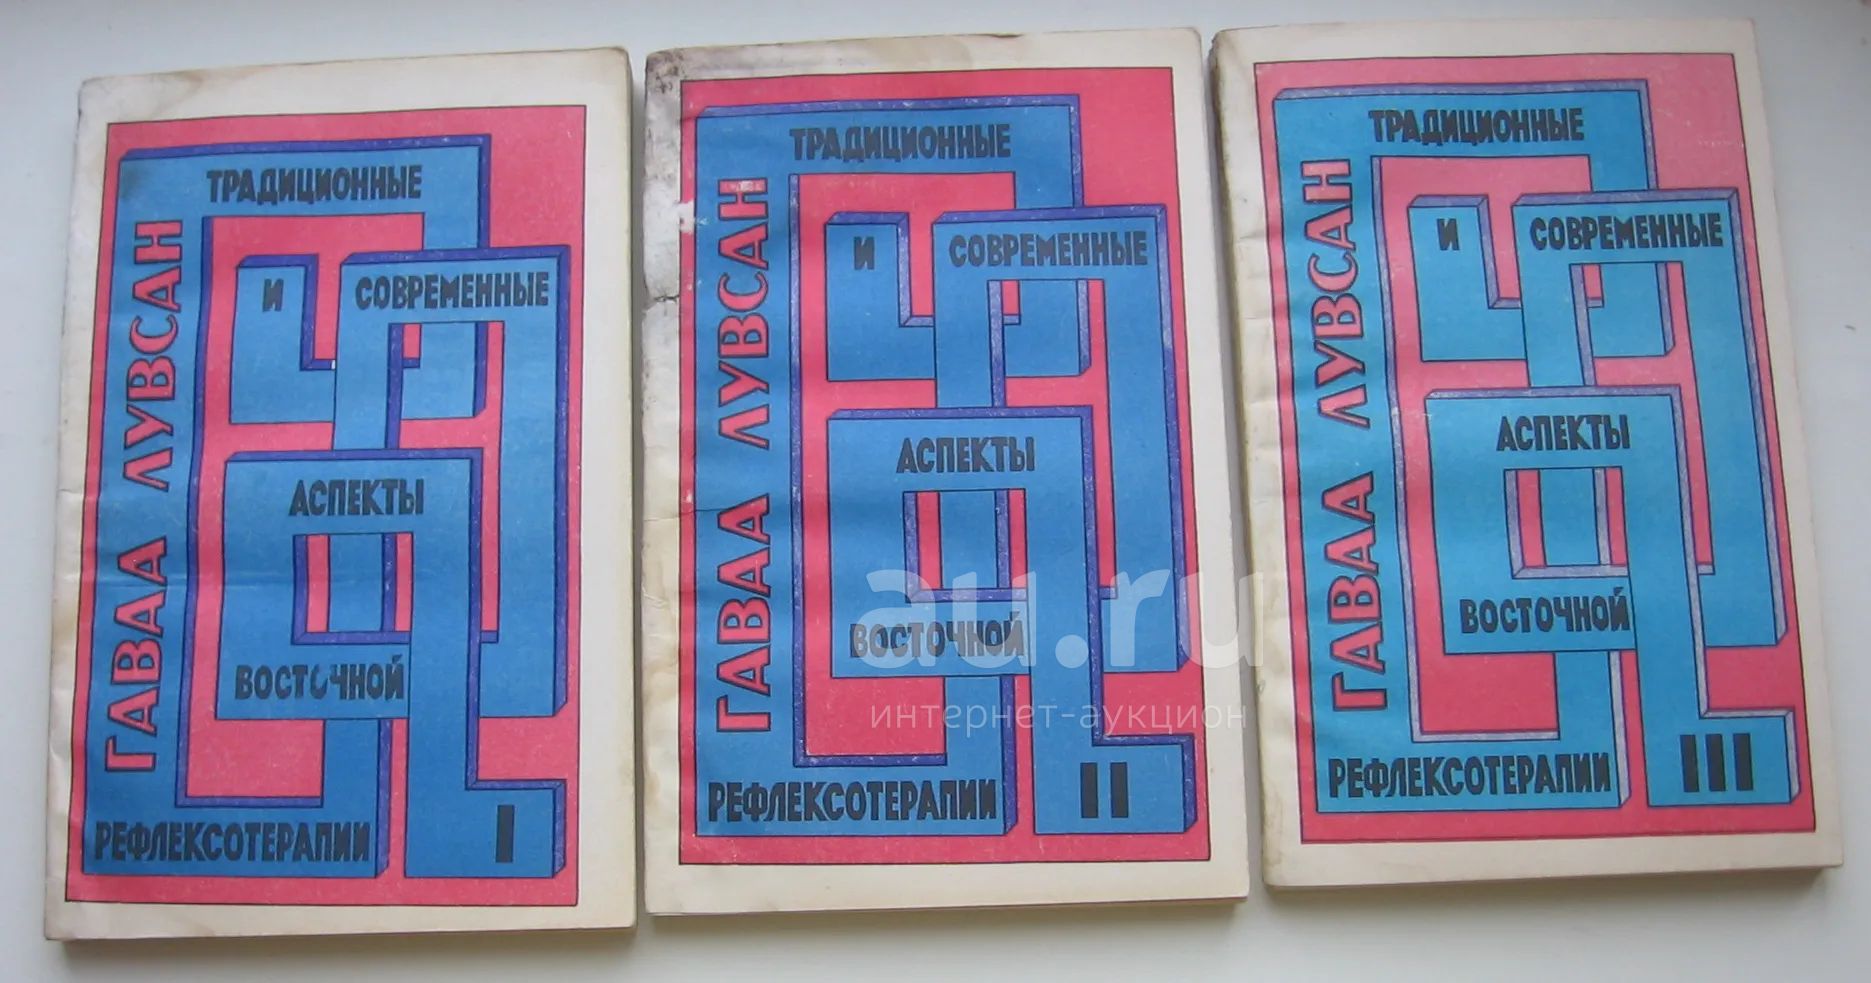 ГАВАА ЛУВСАН
ТРАДИЦИОННЫЕ
И СОВРЕМЕННЫЕ
АСПЕКТЫ
ВОСТОЧНОЙ
РЕФЛЕКСОТЕРАПИИ
I
ГАВАА ЛУВСАН
ТРАДИЦИОННЫЕ
И СОВРЕМЕННЫЕ
АСПЕКТЫ
ВОСТОЧНОЙ
РЕФЛЕКСОТЕРАПИИ
II
ГАВАА ЛУВСАН
ТРАДИЦИОННЫЕ
И СОВРЕМЕННЫЕ
АСПЕКТЫ
ВОСТОЧНОЙ
РЕФЛЕКСОТЕРАПИИ
III
au.ru
интернет-аукцион